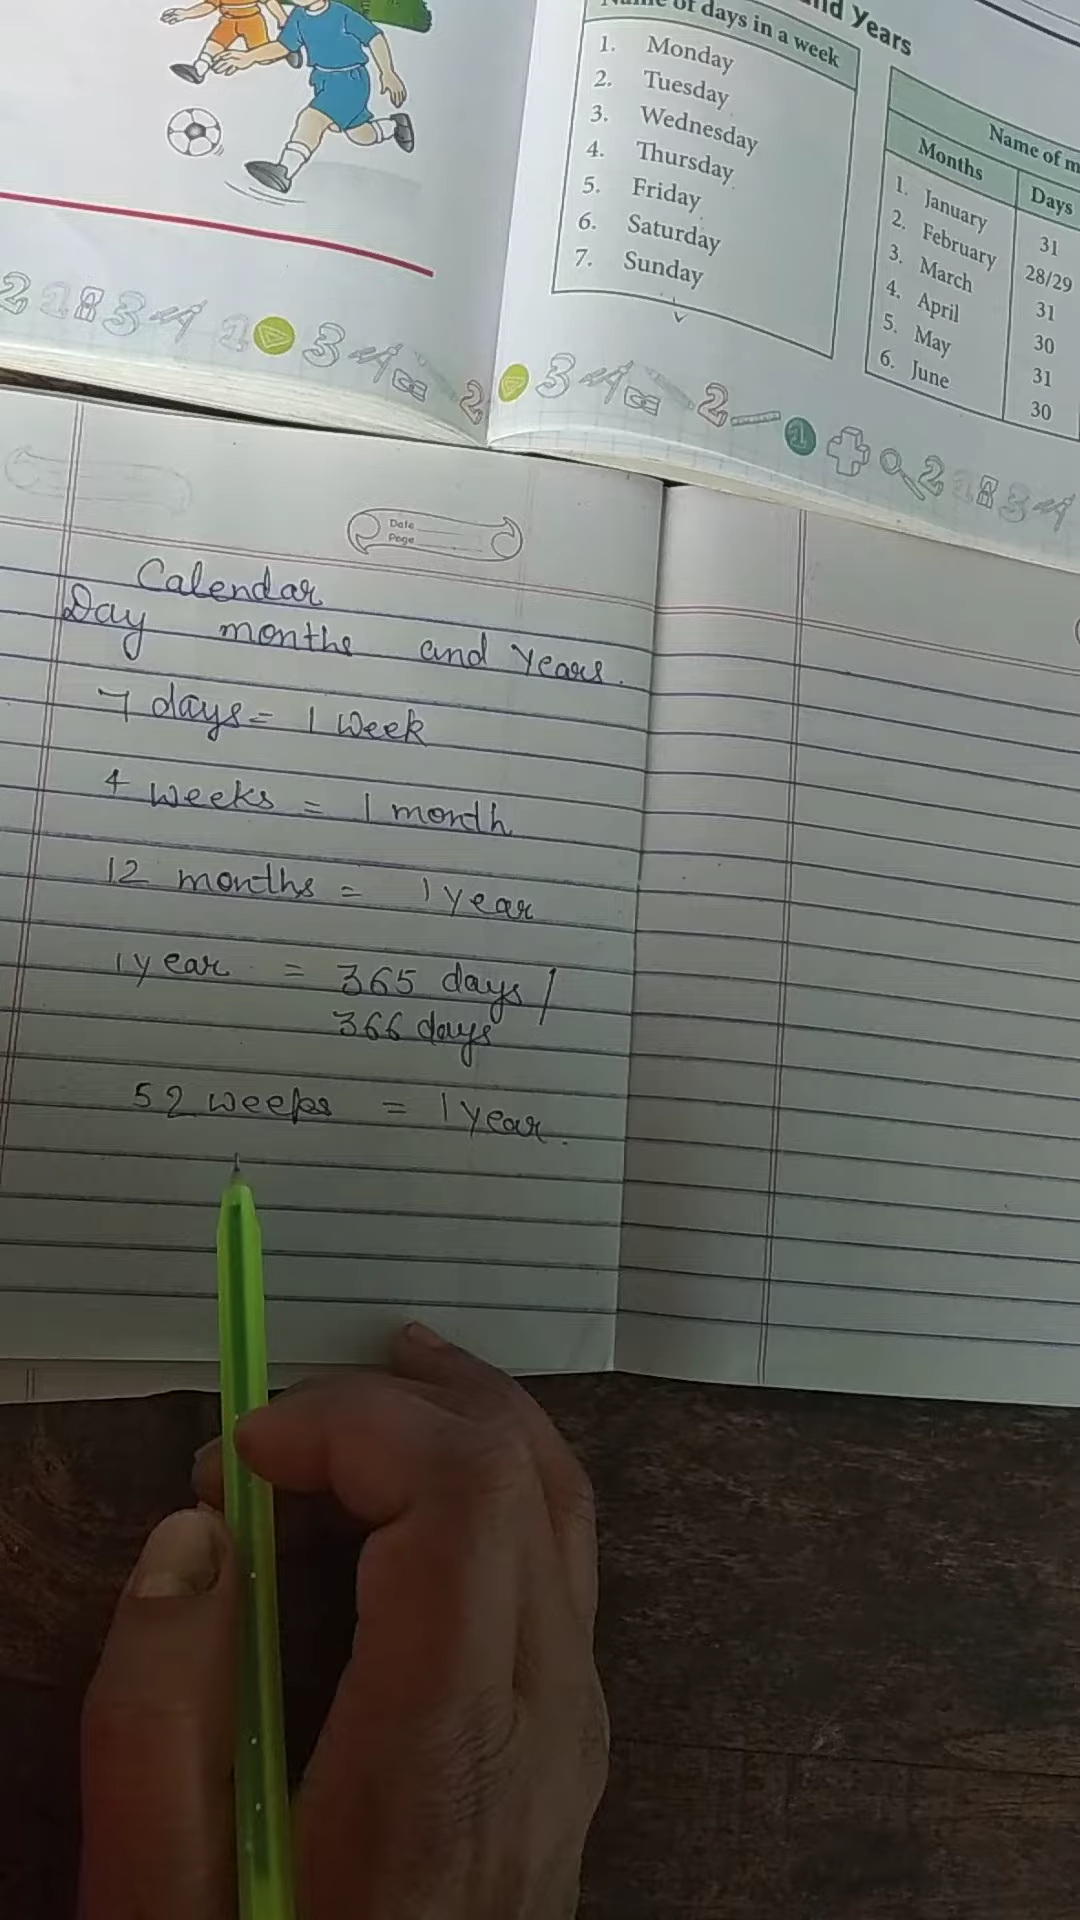 and Years
Name of days in a week
1. Monday
2. Tuesday
3. Wednesday
4. Thursday
5. Friday
6. Saturday
7. Sunday
Name of m
Months Days
1. January 31
2. February 28/29
3. March 31
4. April 30
5. May 31
6. June 30
Date
Page
Calendar
Day months and Years.
7 days = 1 Week
4 weeks = 1 month
12 months = 1 year
1 year = 365 days /
366 days
52 weeks = 1 year.